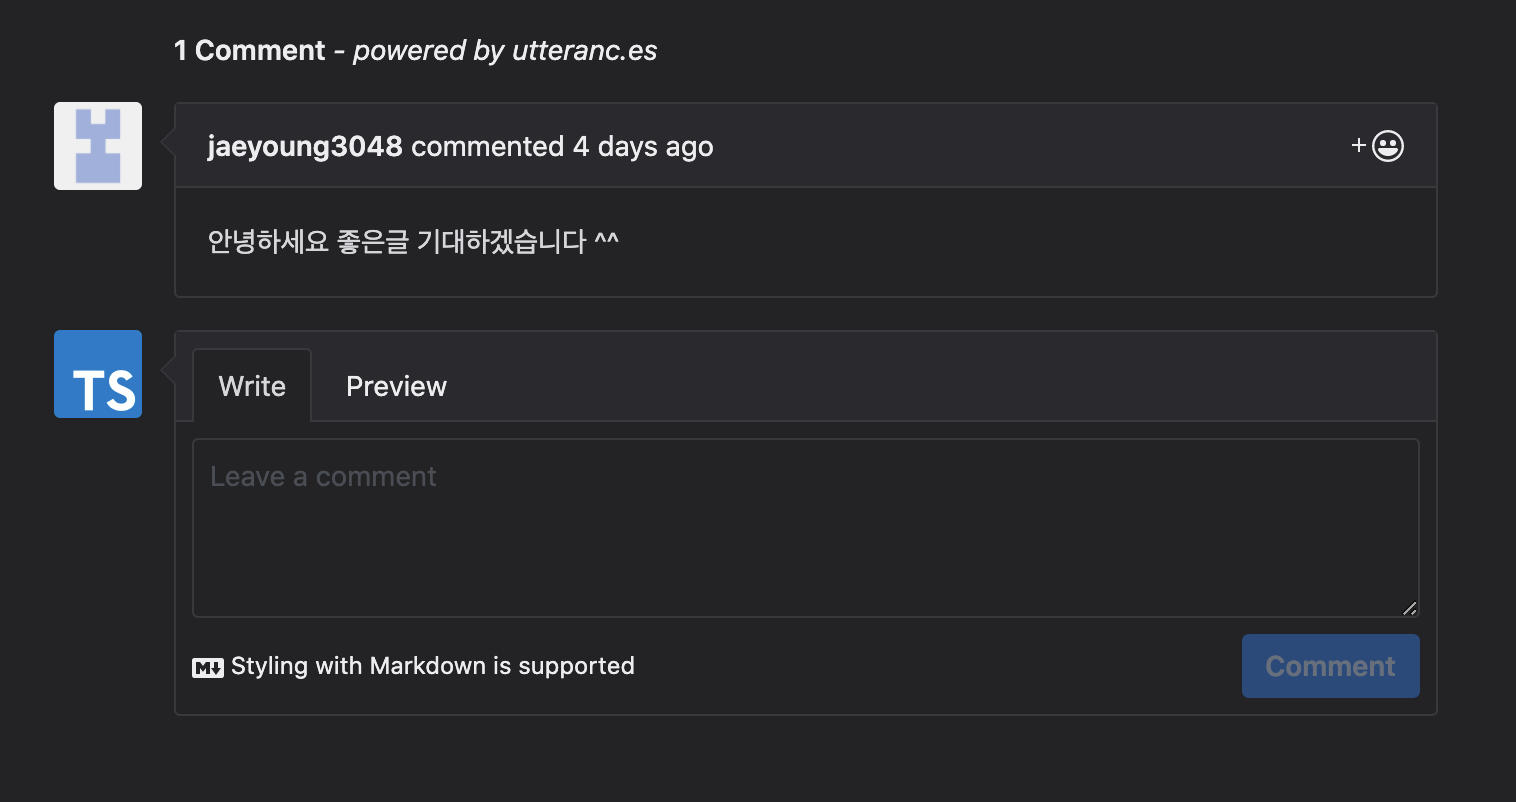 1 Comment - powered by utteranc.es
jaeyoung3048 commented 4 days ago
+
안녕하세요 좋은글 기대하겠습니다 ^^
TS
Write Preview
Leave a comment
M Styling with Markdown is supported
Comment